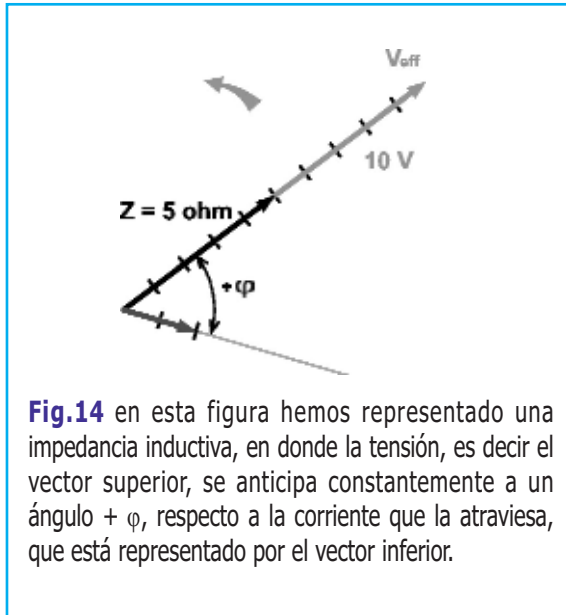 Veff
10 V
Z = 5 ohm
+φ
Fig.14 en esta figura hemos representado una
impedancia inductiva, en donde la tensión, es decir el
vector superior, se anticipa constantemente a un
ángulo + φ, respecto a la corriente que la atraviesa,
que está representado por el vector inferior.